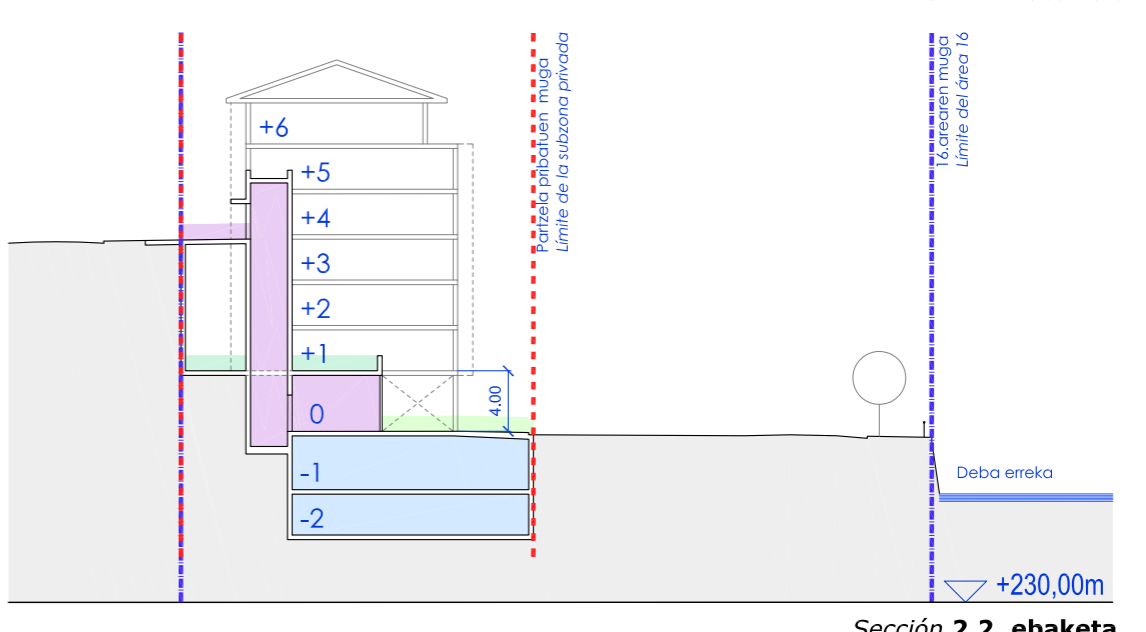 +6
+5
+4
+3
+2
+1
0
-1
-2
4.00
Partzela pribatuen muga
Límite de la subzona privada
16.arearen muga
Límite del área 16
Deba erreka
+230,00m
Sección 2.2. ebaketa